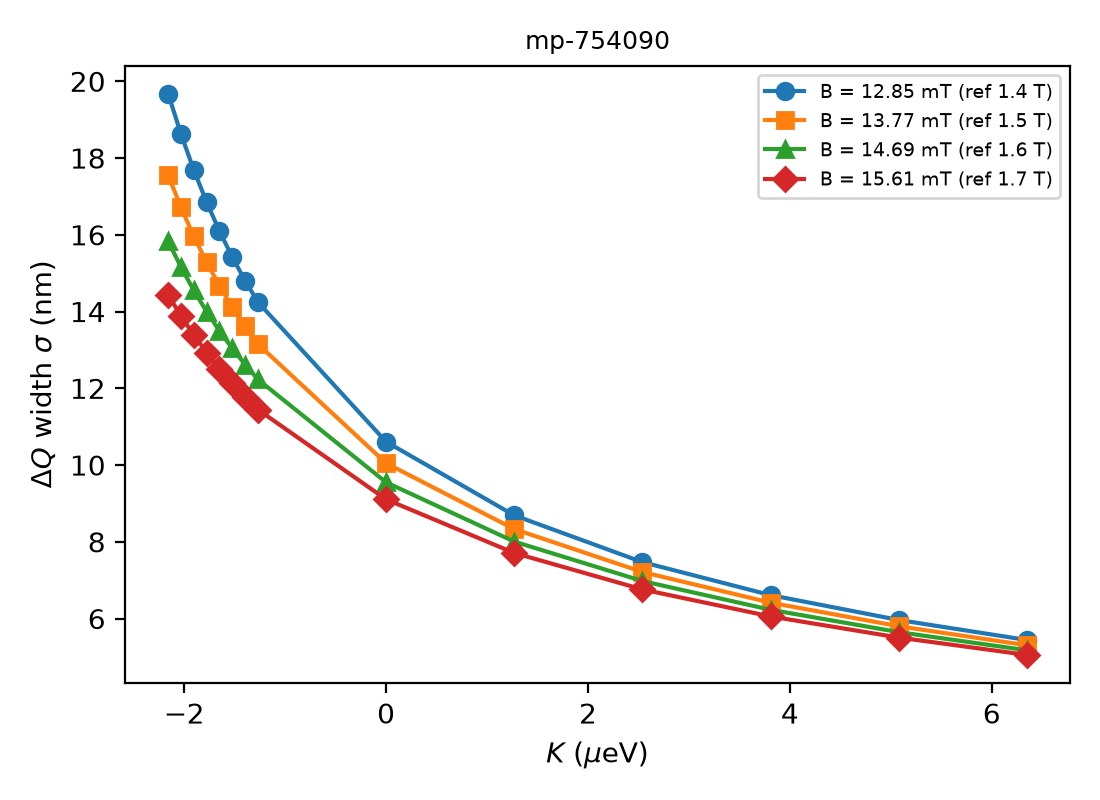 mp-754090
B = 12.85 mT (ref 1.4 T)
B = 13.77 mT (ref 1.5 T)
B = 14.69 mT (ref 1.6 T)
B = 15.61 mT (ref 1.7 T)
ΔQ width σ (nm)
20
18
16
14
12
10
8
6
−2
0
2
4
6
K (μeV)